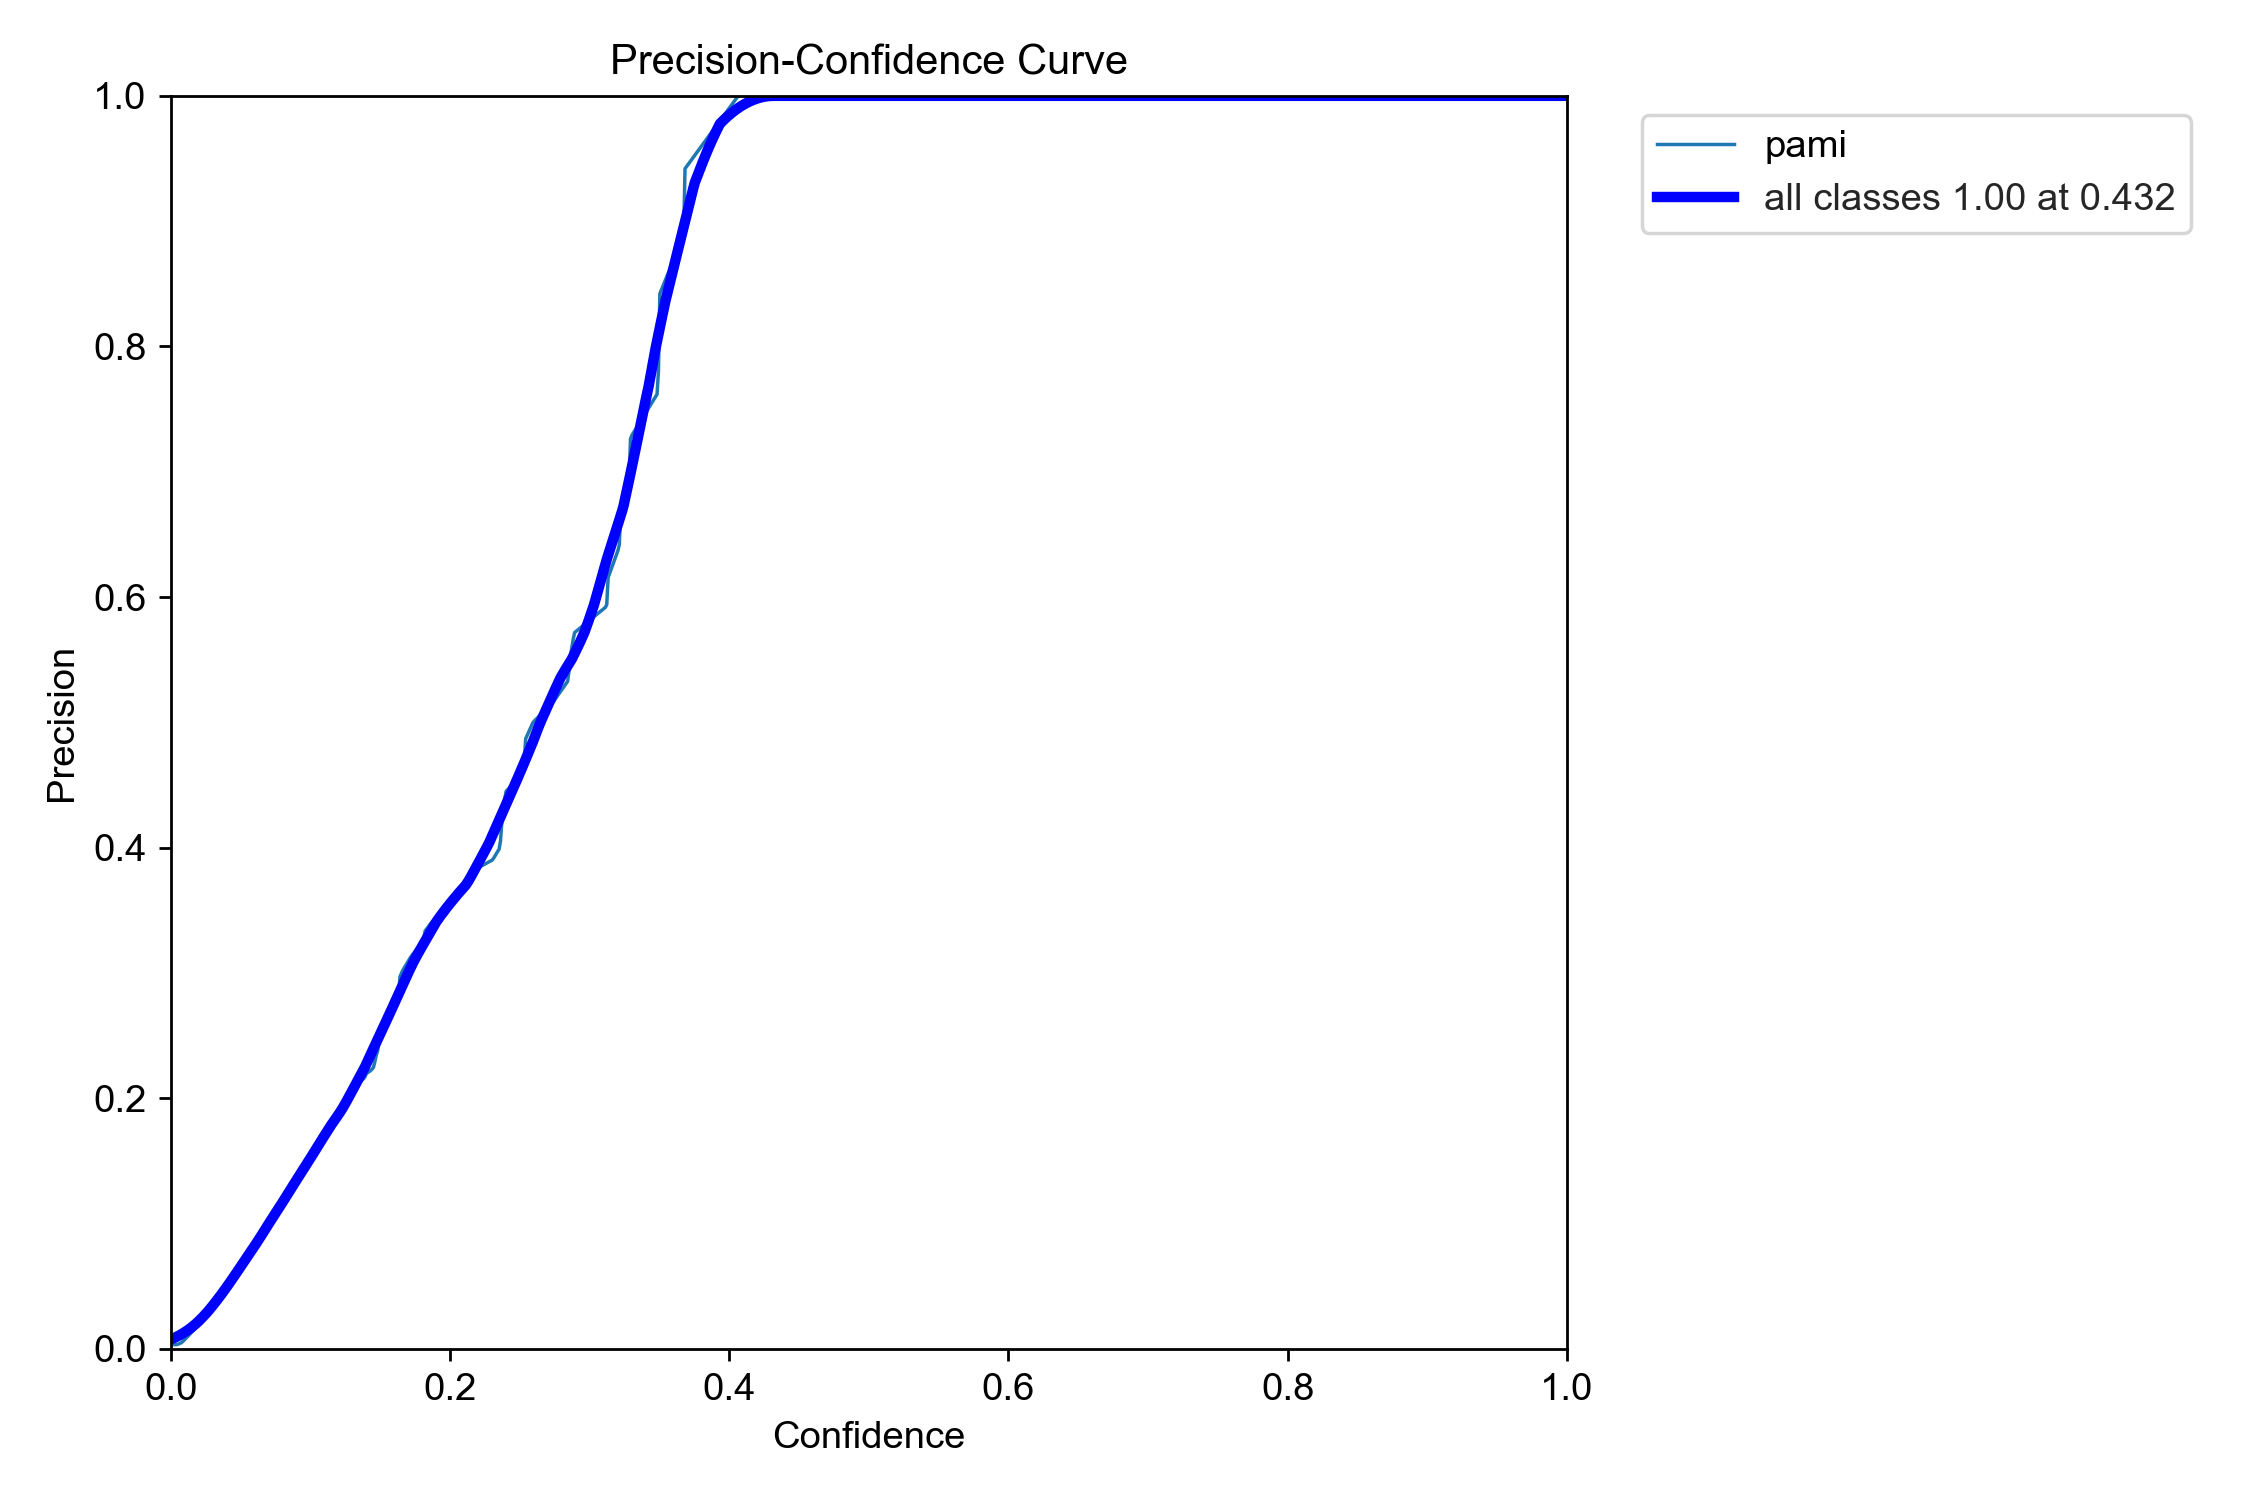 Precision-Confidence Curve
1.0
0.8
0.6
0.4
0.2
0.0
Precision
0.0 0.2 0.4 0.6 0.8 1.0
Confidence
pami
all classes 1.00 at 0.432